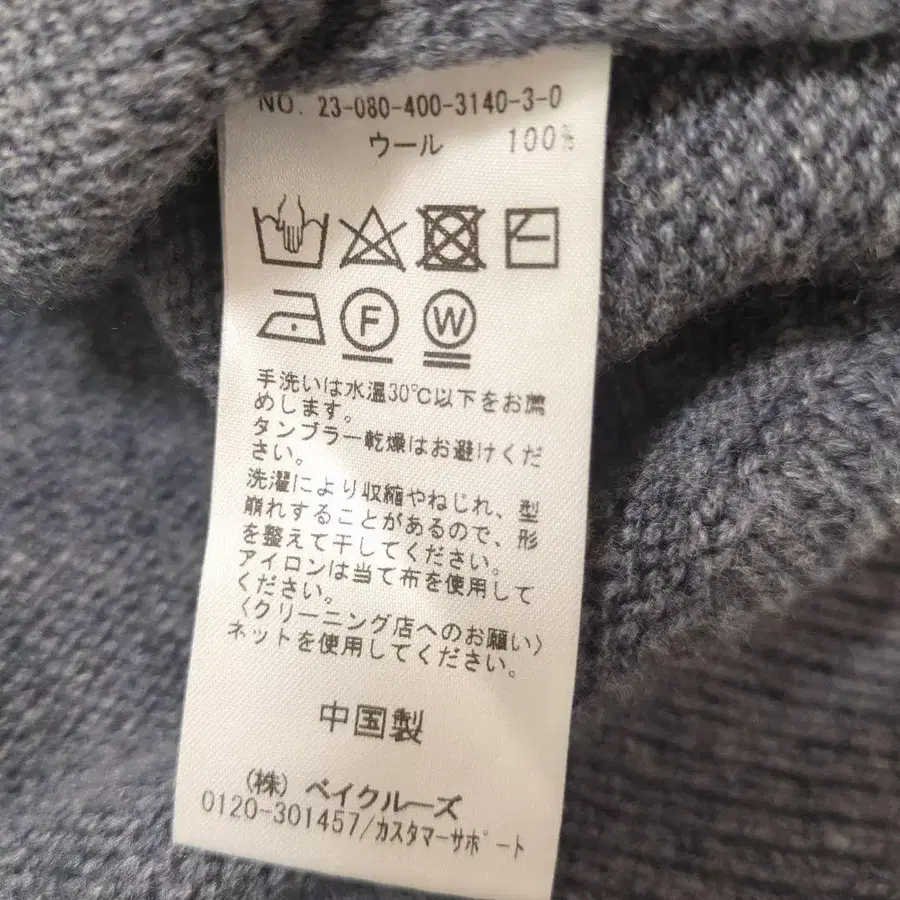 NO. 23-080-400-3140-3-0
ウール 100%
F W
手洗いは水温30℃以下をお薦
めします。
タンブラー乾燥はお避けくだ
さい。
洗濯により収縮やねじれ、型
崩れすることがあるので、形
を整えて干してください。
アイロンは当て布を使用して
ください。
〈クリーニング店へのお願い〉
ネットを使用してください。
中国製
(株) ベイクルーズ
0120-301457/カスタマーサポート